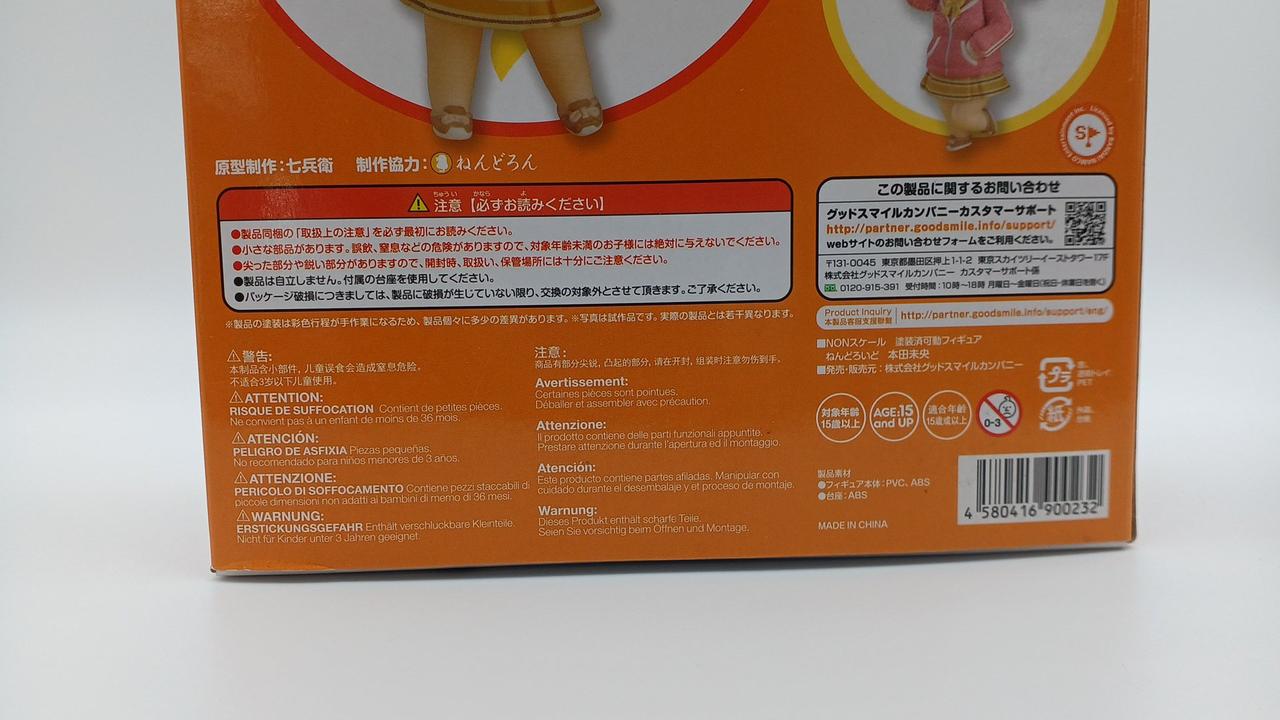 原型制作:七兵衛 制作協力: ねんどろん
Licensed by BANDAI NAMCO Entertainment Inc.
注意【必ずお読みください】
ちゅうい かなら よ
●製品同梱の「取扱上の注意」を必ず最初にお読みください。
●小さな部品があります。誤飲、窒息などの危険がありますので、対象年齢未満のお子様には絶対に与えないでください。
●尖った部分や鋭い部分がありますので、開封時、取扱い、保管場所には十分にご注意ください。
●製品は自立しません。付属の台座を使用してください。
●パッケージ破損につきましては、製品に破損が生じていない限り、交換の対象外とさせて頂きます。ご了承ください。
※製品の塗装は彩色行程が手作業になるため、製品個々に多少の差異があります。※写真は試作品です。実際の製品とは若干異なります。
警告:
本制品含小部件, 儿童误食会造成窒息危险。
不适合3岁以下儿童使用。
ATTENTION:
RISQUE DE SUFFOCATION Contient de petites pièces.
Ne convient pas à un enfant de moins de 36 mois.
ATENCIÓN:
PELIGRO DE ASFIXIA Piezas pequeñas.
No recomendado para niños menores de 3 años.
ATTENZIONE:
PERICOLO DI SOFFOCAMENTO Contiene pezzi staccabili di
piccole dimensioni non adatti ai bambini di memo di 36 mesi.
WARNUNG:
ERSTICKUNGSGEFAHR Enthält verschluckbare Kleinteile.
Nicht für Kinder unter 3 Jahren geeignet.
注意:
商品有部分尖锐, 凸起的部分, 请在开封, 组装时注意勿伤到手。
Avertissement:
Certaines pièces sont pointues.
Déballer et assembler avec précaution.
Attenzione:
Il prodotto contiene delle parti funzionali appuntite.
Prestare attenzione durante l'apertura ed il montaggio.
Atención:
Este producto contiene partes afiladas. Manipular con
cuidado durante el desembalaje y el proceso de montaje.
Warnung:
Dieses Produkt enthält scharfe Teile.
Seien Sie vorsichtig beim Öffnen und Montage.
この製品に関するお問い合わせ
グッドスマイルカンパニーカスタマーサポート
http://partner.goodsmile.info/support/
webサイトのお問い合わせフォームをご利用ください。
〒131-0045 東京都墨田区押上1-1-2 東京スカイツリーイーストタワー17F
株式会社グッドスマイルカンパニー カスタマーサポート係
0120-915-391 受付時間:10時〜18時 月曜日〜金曜日(祝日・休業日を除く)
Product Inquiry
本製品客服支援聯繫
http://partner.goodsmile.info/support/eng/
■NONスケール 塗装済可動フィギュア
ねんどろいど 本田未央
■発売・販売元:株式会社グッドスマイルカンパニー
プラ
PET
紙
対象年齢
15歳以上
AGE:15
and UP
適合年齢
15歳或以上
0-3
製品素材
●フィギュア本体:PVC、ABS
●台座:ABS
MADE IN CHINA
4 580416 900232